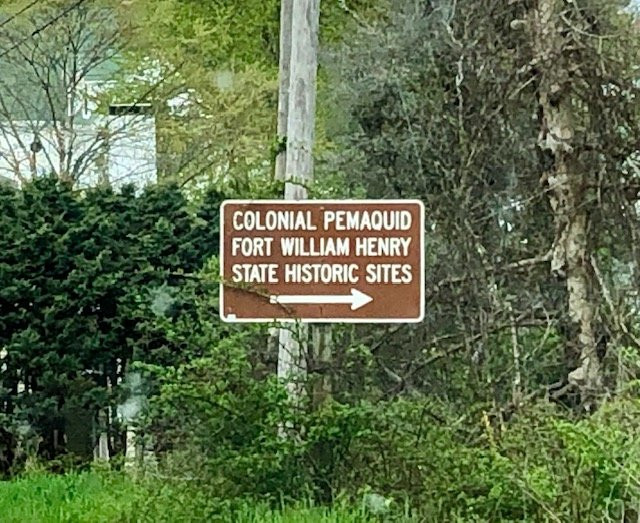 COLONIAL PEMAQUID
FORT WILLIAM HENRY
STATE HISTORIC SITES